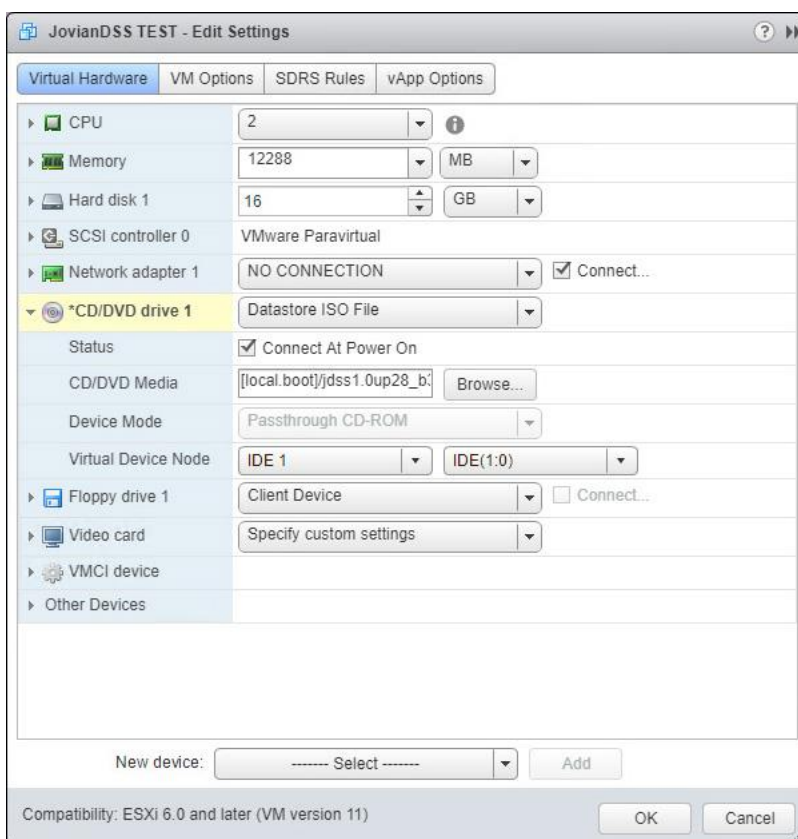 JovianDSS TEST - Edit Settings
Virtual Hardware VM Options SDRS Rules vApp Options
CPU 2
Memory 12288 MB
Hard disk 1 16 GB
SCSI controller 0 VMware Paravirtual
Network adapter 1 NO CONNECTION Connect...
*CD/DVD drive 1 Datastore ISO File
Status Connect At Power On
CD/DVD Media [local.boot]/jdss1.0up28_b Browse...
Device Mode Passthrough CD-ROM
Virtual Device Node IDE 1 IDE(1:0)
Floppy drive 1 Client Device Connect...
Video card Specify custom settings
VMCI device
Other Devices
New device: ------- Select ------- Add
Compatibility: ESXi 6.0 and later (VM version 11) OK Cancel